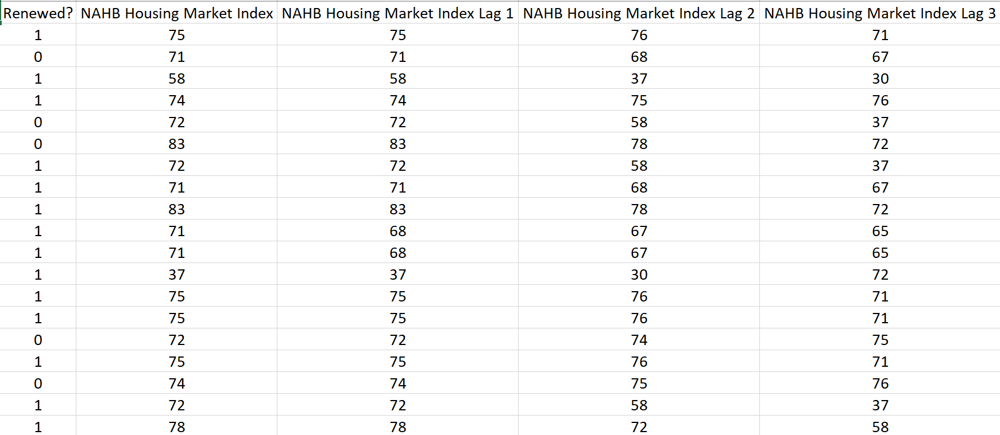 Renewed? NAHB Housing Market Index NAHB Housing Market Index Lag 1 NAHB Housing Market Index Lag 2 NAHB Housing Market Index Lag 3
1 75 75 76 71
0 71 71 68 67
1 58 58 37 30
1 74 74 75 76
0 72 72 58 37
0 83 83 78 72
1 72 72 58 37
1 71 71 68 67
1 83 83 78 72
1 71 68 67 65
1 71 68 67 65
1 37 37 30 72
1 75 75 76 71
1 75 75 76 71
0 72 72 74 75
1 75 75 76 71
0 74 74 75 76
1 72 72 58 37
1 78 78 72 58